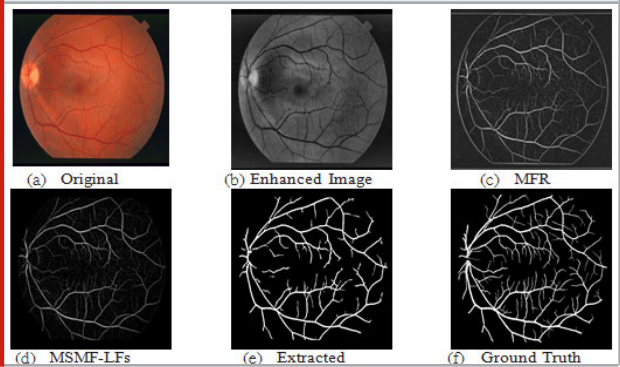 (a) Original
(b) Enhanced Image
(c) MFR
(d) MSMF-LFs
(e) Extracted
(f) Ground Truth